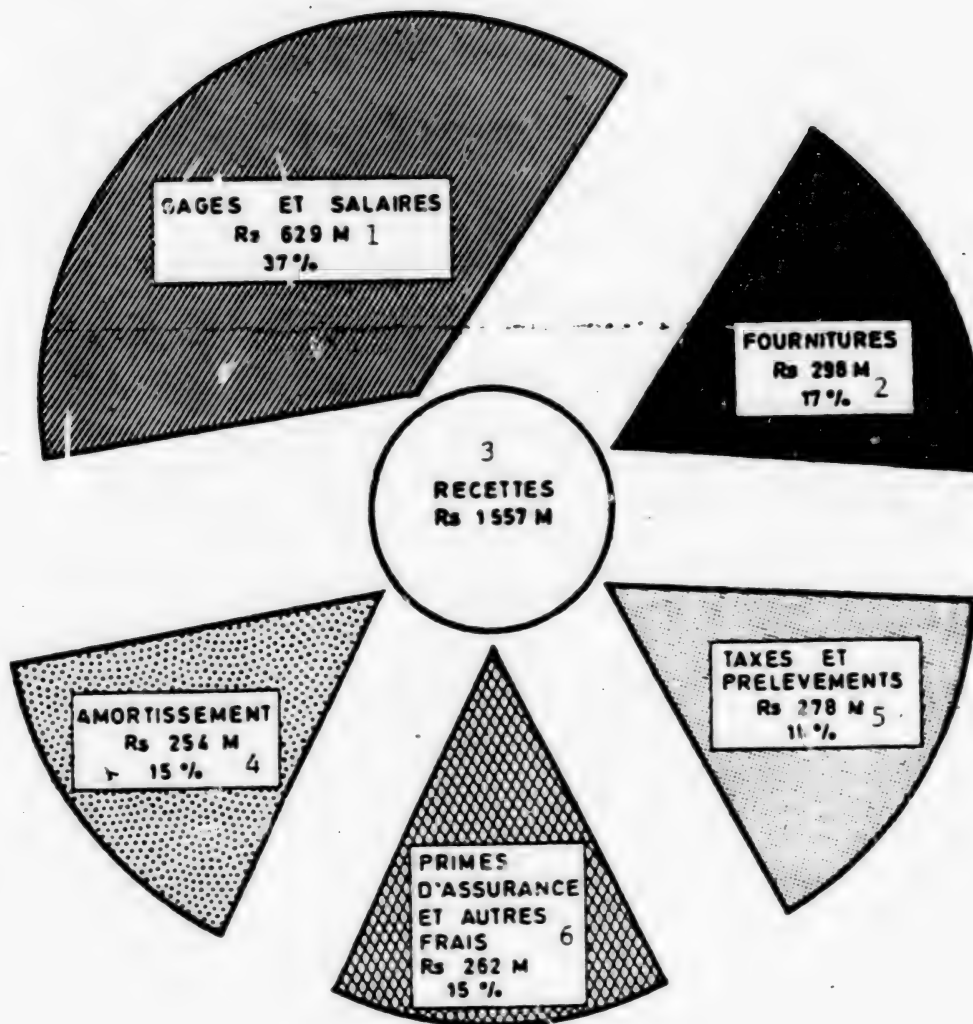 GAGES ET SALAIRES
Rs 629 M 1
37 %
FOURNITURES
Rs 298 M
17 % 2
3
RECETTES
Rs 1557 M
AMORTISSEMENT
Rs 254 M
15 % 4
TAXES ET
PRELEVEMENTS
Rs 278 M 5
PRIMES
D'ASSURANCE
ET AUTRES
FRAIS 6
Rs 262 M
15 %